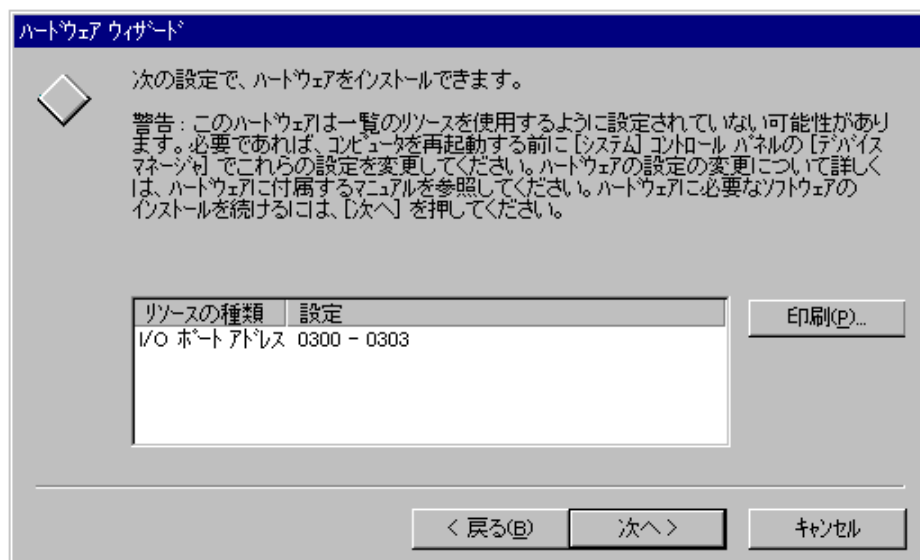 ハードウェア ウィザード
次の設定で、ハードウェアをインストールできます。
警告 : このハードウェアは一覧のリソースを使用するように設定されていない可能性があり
ます。必要であれば、コンピュータを再起動する前に [システム] コントロール パネルの [デバイス
マネージャ] でこれらの設定を変更してください。ハードウェアの設定の変更について詳しく
は、ハードウェアに付属するマニュアルを参照してください。ハードウェアに必要なソフトウェアの
インストールを続けるには、[次へ] を押してください。
リソースの種類 設定
I/O ポート アドレス 0300 - 0303
印刷(P)...
< 戻る(B) 次へ > キャンセル